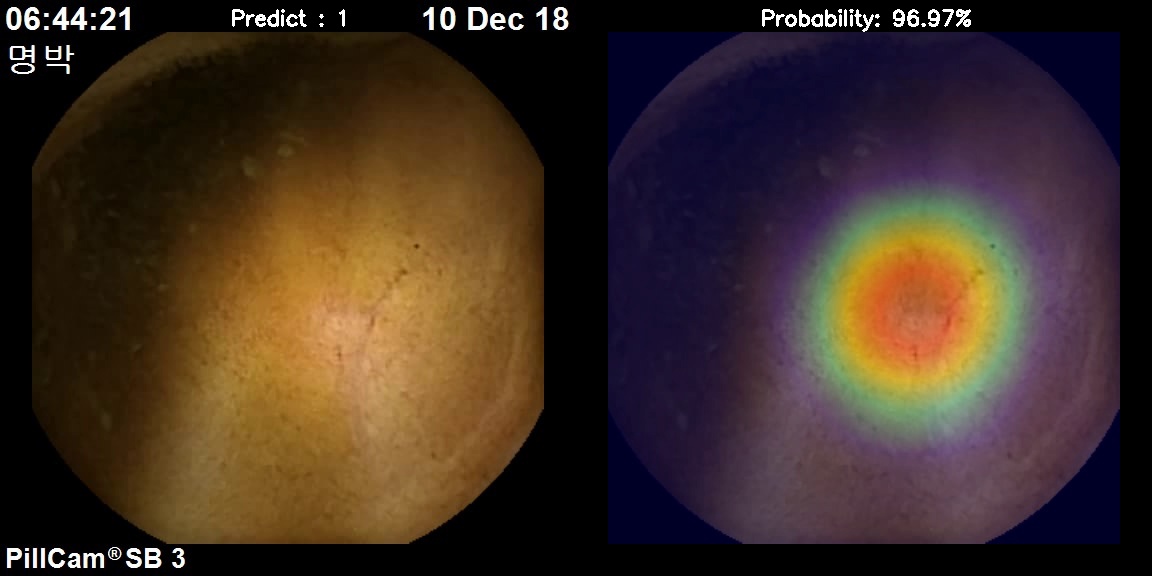 06:44:21
Predict : 1
10 Dec 18
Probability: 96.97%
명박
PillCam® SB 3